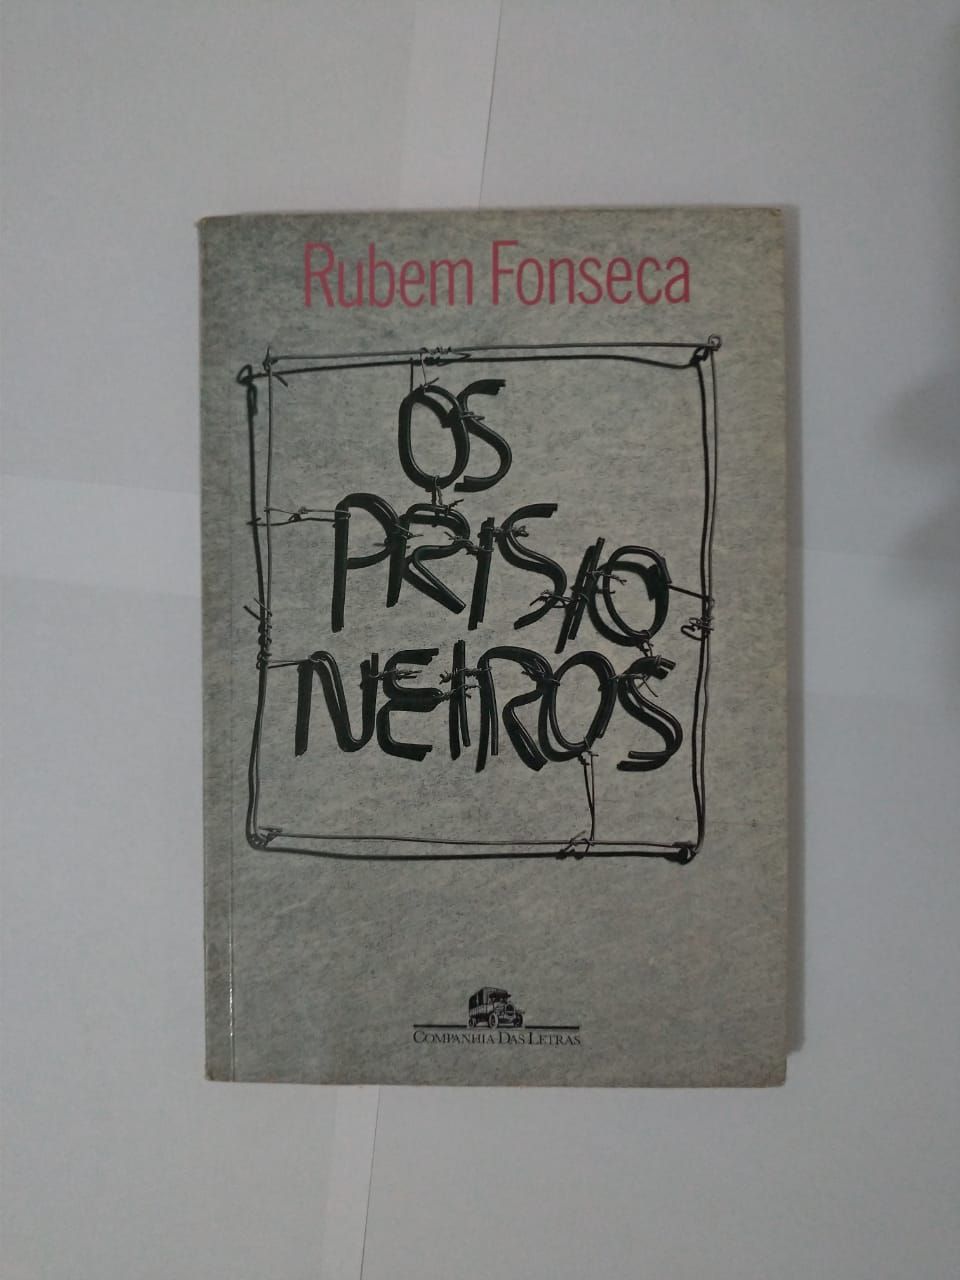 Rubem Fonseca
OS
PRISIO
NEIROS
COMPANHIA DAS LETRAS